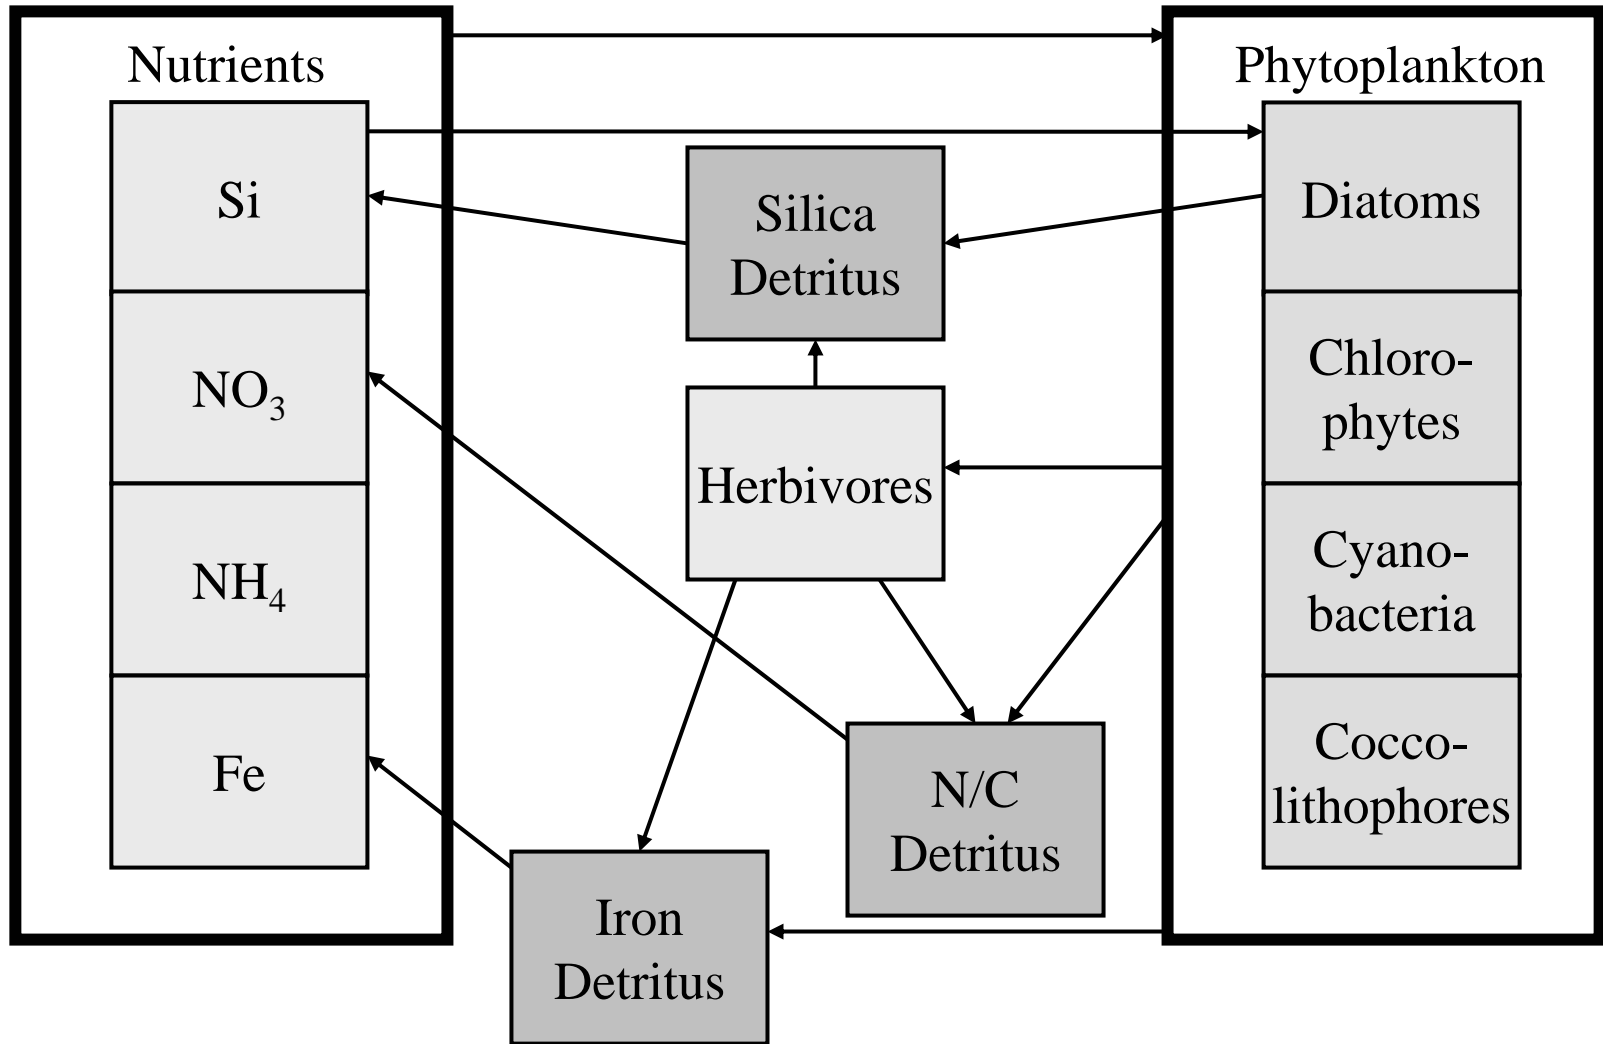 Nutrients
Si
NO₃
NH₄
Fe
Silica
Detritus
Herbivores
N/C
Detritus
Iron
Detritus
Phytoplankton
Diatoms
Chloro-
phytes
Cyano-
bacteria
Cocco-
lithophores